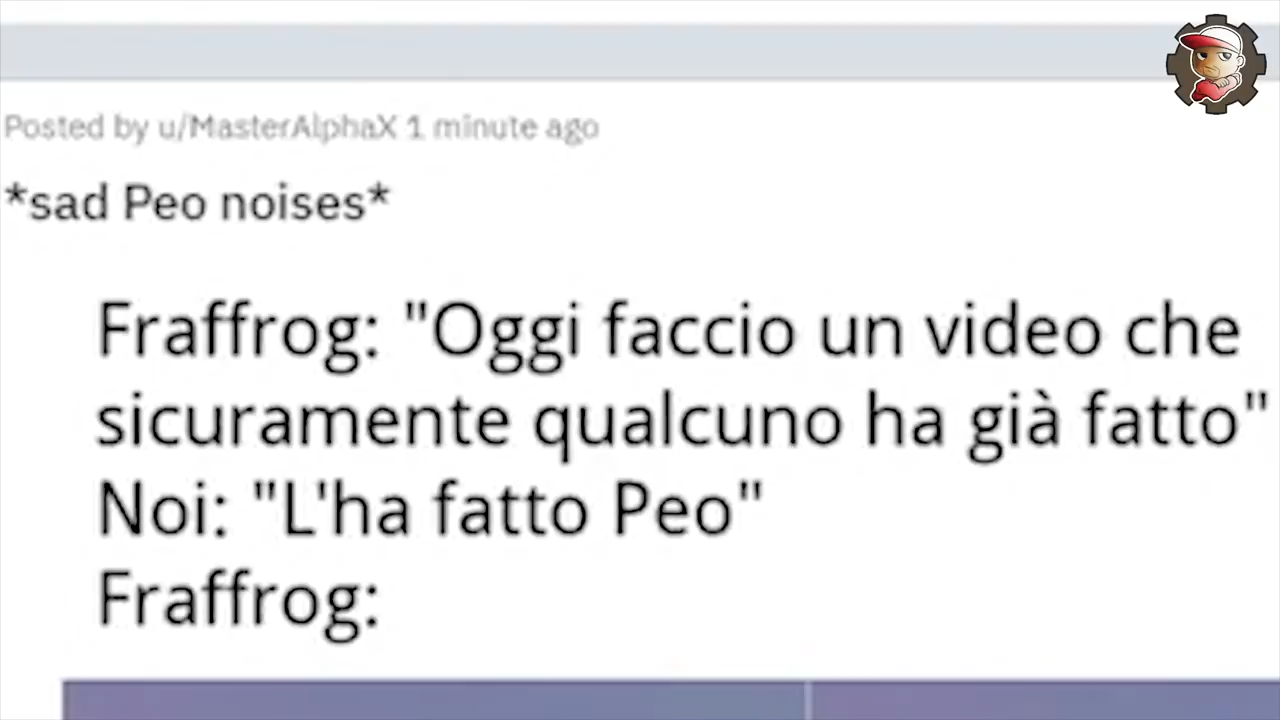 Posted by u/MasterAlphaX 1 minute ago
*sad Peo noises*
Fraffrog: "Oggi faccio un video che
sicuramente qualcuno ha già fatto"
Noi: "L'ha fatto Peo"
Fraffrog: